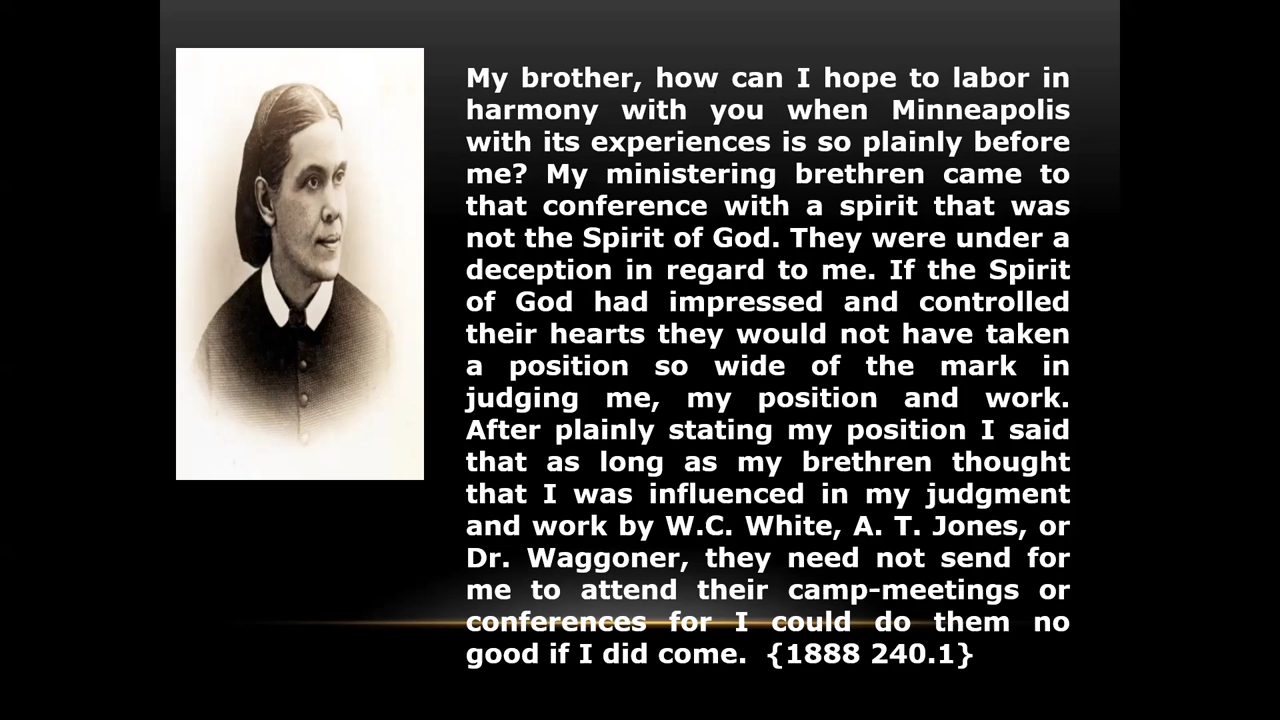 My brother, how can I hope to labor in
harmony with you when Minneapolis
with its experiences is so plainly before
me? My ministering brethren came to
that conference with a spirit that was
not the Spirit of God. They were under a
deception in regard to me. If the Spirit
of God had impressed and controlled
their hearts they would not have taken
a position so wide of the mark in
judging me, my position and work.
After plainly stating my position I said
that as long as my brethren thought
that I was influenced in my judgment
and work by W.C. White, A. T. Jones, or
Dr. Waggoner, they need not send for
me to attend their camp-meetings or
conferences for I could do them no
good if I did come. {1888 240.1}